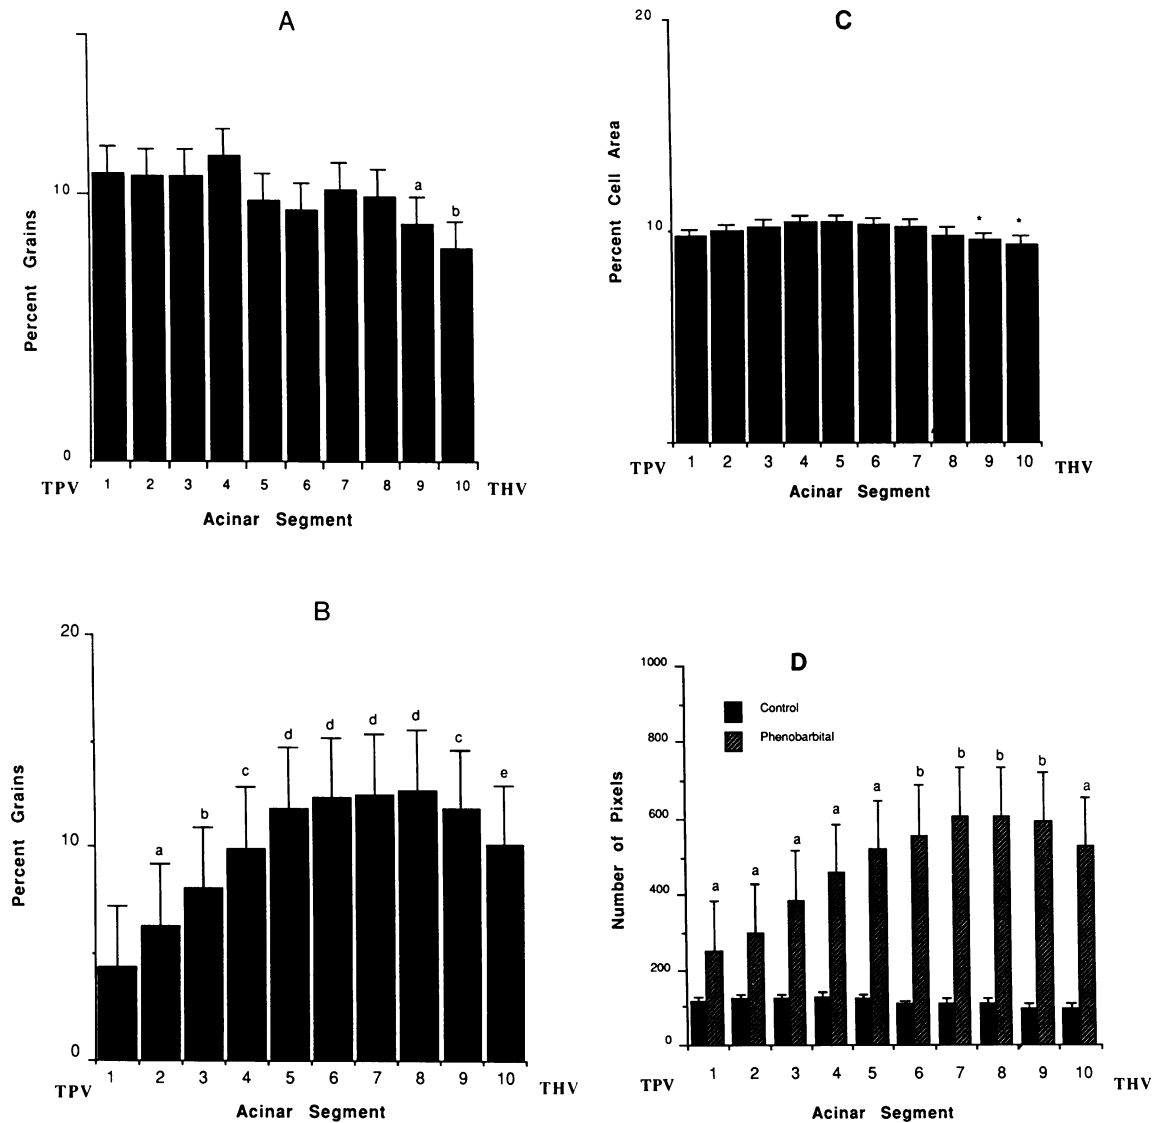 A
Percent Grains
10
0
a
b
TPV 1 2 3 4 5 6 7 8 9 10 THV
Acinar Segment
C
Percent Cell Area
20
10
* *
TPV 1 2 3 4 5 6 7 8 9 10 THV
Acinar Segment
B
Percent Grains
20
10
0
a b c d d d d c e
TPV 1 2 3 4 5 6 7 8 9 10 THV
Acinar Segment
D
Number of Pixels
1000
800
600
400
200
0
Control
Phenobarbital
a a a a a b b b b a
TPV 1 2 3 4 5 6 7 8 9 10 THV
Acinar Segment